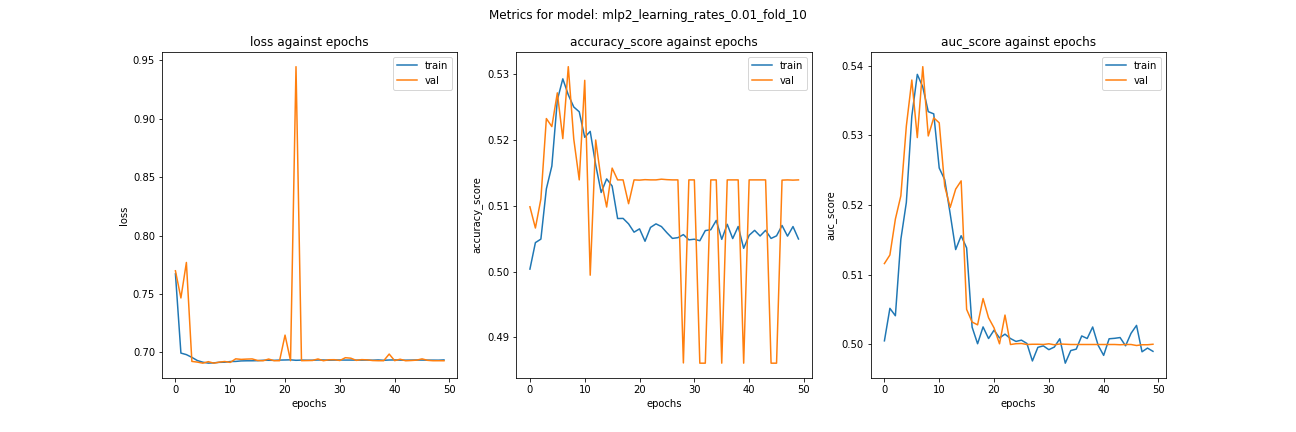 Metrics for model: mlp2_learning_rates_0.01_fold_10
loss against epochs
0.95
0.90
0.85
0.80
0.75
0.70
loss
0 10 20 30 40 50
epochs
train
val
accuracy_score against epochs
0.53
0.52
0.51
0.50
0.49
accuracy_score
0 10 20 30 40 50
epochs
train
val
auc_score against epochs
0.54
0.53
0.52
0.51
0.50
auc_score
0 10 20 30 40 50
epochs
train
val